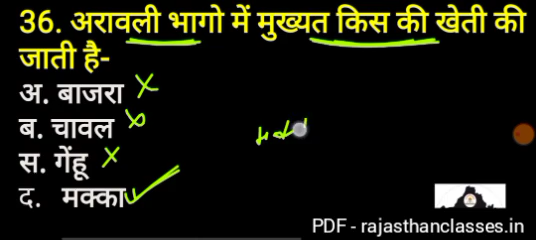 36. अरावली भागो में मुख्यत किस की खेती की
जाती है-
अ. बाजरा
ब. चावल
स. गेंहू
द. मक्का
PDF - rajasthanclasses.in